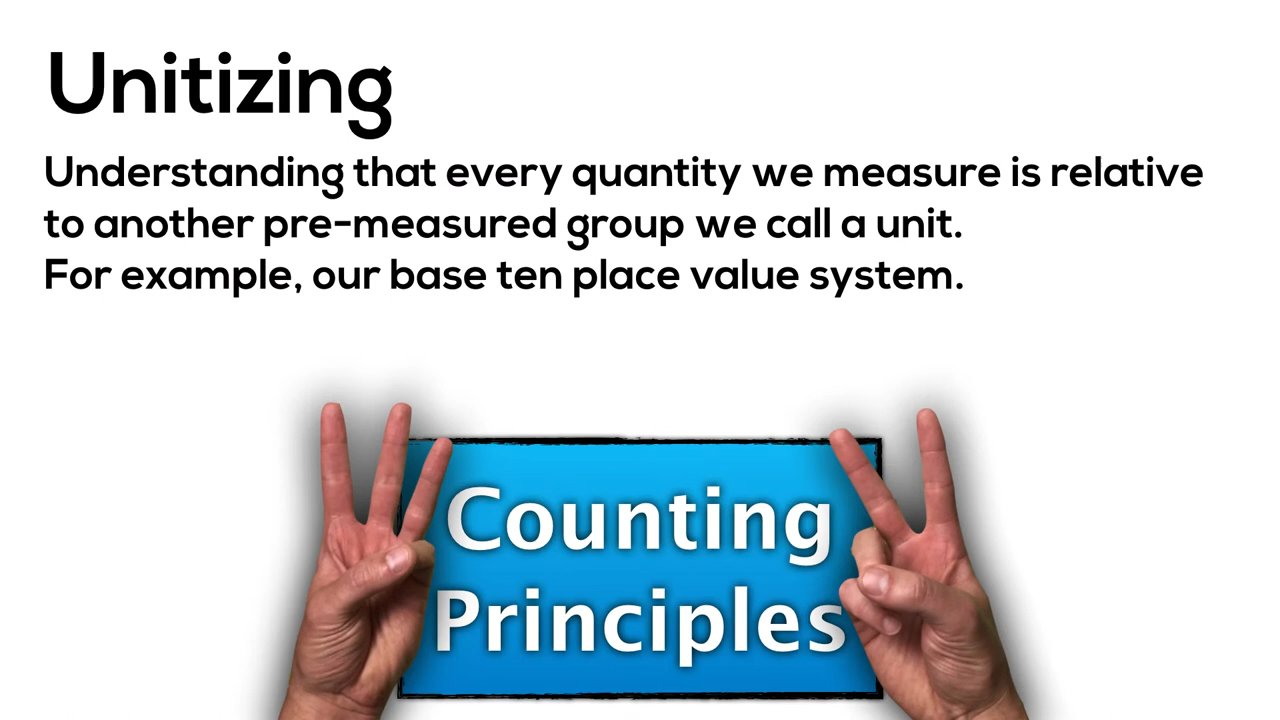 Unitizing
Understanding that every quantity we measure is relative
to another pre-measured group we call a unit.
For example, our base ten place value system.
Counting
Principles